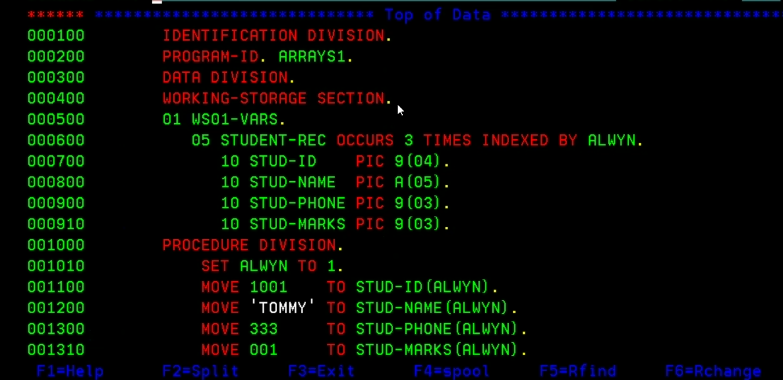 ****** **************************** Top of Data ****************************
000100 IDENTIFICATION DIVISION.
000200 PROGRAM-ID. ARRAYS1.
000300 DATA DIVISION.
000400 WORKING-STORAGE SECTION.
000500 01 WS01-VARS.
000600 05 STUDENT-REC OCCURS 3 TIMES INDEXED BY ALWYN.
000700 10 STUD-ID PIC 9(04).
000800 10 STUD-NAME PIC A(05).
000900 10 STUD-PHONE PIC 9(03).
000910 10 STUD-MARKS PIC 9(03).
001000 PROCEDURE DIVISION.
001010 SET ALWYN TO 1.
001100 MOVE 1001 TO STUD-ID(ALWYN).
001200 MOVE 'TOMMY' TO STUD-NAME(ALWYN).
001300 MOVE 333 TO STUD-PHONE(ALWYN).
001310 MOVE 001 TO STUD-MARKS(ALWYN).
F1=Help F2=Split F3=Exit F4=spool F5=Rfind F6=Rchange